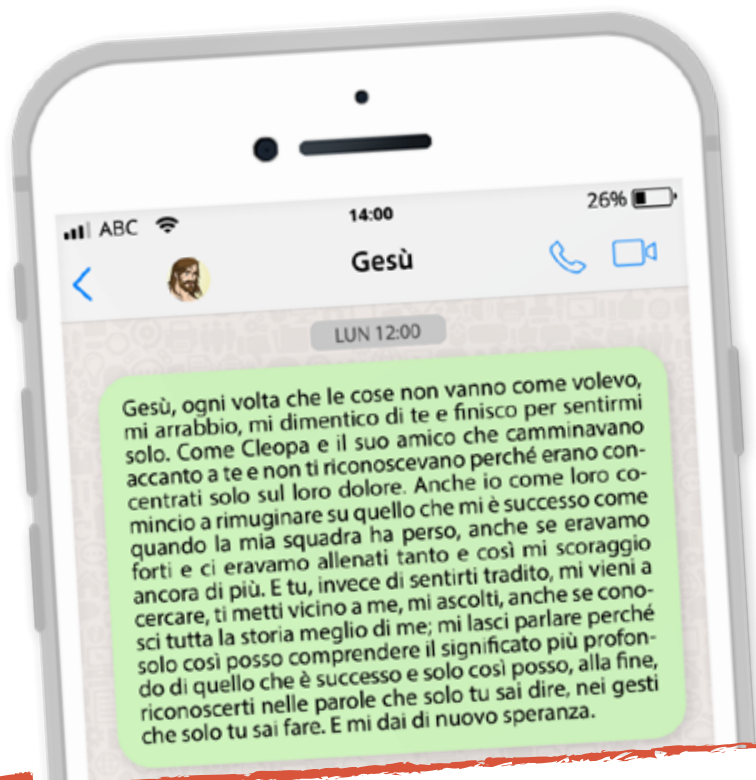 ABC
14:00
26%
Gesù
LUN 12:00
Gesù, ogni volta che le cose non vanno come volevo,
mi arrabbio, mi dimentico di te e finisco per sentirmi
solo. Come Cleopa e il suo amico che camminavano
accanto a te e non ti riconoscevano perché erano con-
centrati solo sul loro dolore. Anche io come loro co-
mincio a rimuginare su quello che mi è successo come
quando la mia squadra ha perso, anche se eravamo
forti e ci eravamo allenati tanto e così mi scoraggio
ancora di più. E tu, invece di sentirti tradito, mi vieni a
cercare, ti metti vicino a me, mi ascolti, anche se cono-
sci tutta la storia meglio di me; mi lasci parlare perché
solo così posso comprendere il significato più profon-
do di quello che è successo e solo così posso, alla fine,
riconoscerti nelle parole che solo tu sai dire, nei gesti
che solo tu sai fare. E mi dai di nuovo speranza.